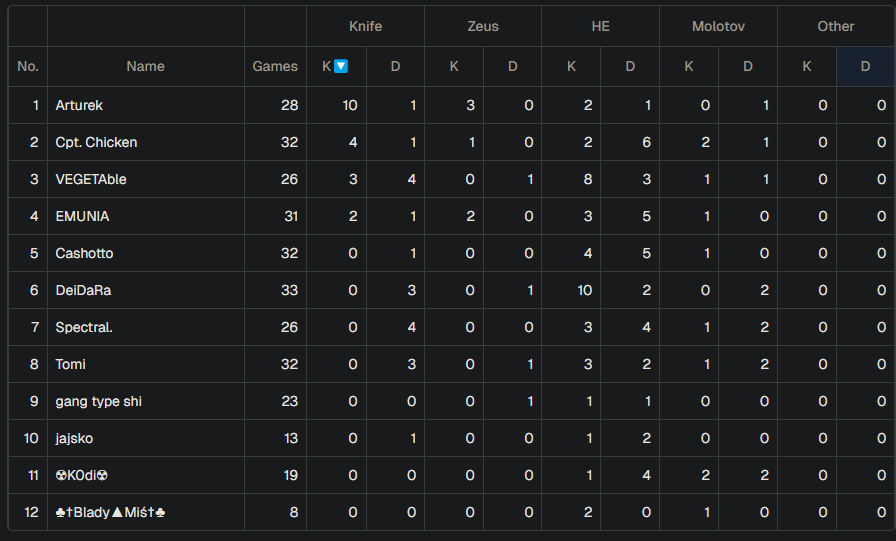 Knife Zeus HE Molotov Other
No. Name Games K D K D K D K D K D
1 Arturek 28 10 1 3 0 2 1 0 1 0 0
2 Cpt. Chicken 32 4 1 1 0 2 6 2 1 0 0
3 VEGETAble 26 3 4 0 1 8 3 1 1 0 0
4 EMUNIA 31 2 1 2 0 3 5 1 0 0 0
5 Cashotto 32 0 1 0 0 4 5 1 0 0 0
6 DeiDaRa 33 0 3 0 1 10 2 0 2 0 0
7 Spectral. 26 0 4 0 0 3 4 1 2 0 0
8 Tomi 32 0 3 0 1 3 2 1 2 0 0
9 gang type shi 23 0 0 0 1 1 1 0 0 0 0
10 jajsko 13 0 1 0 0 1 2 0 0 0 0
11 ☢K0di☢ 19 0 0 0 0 1 4 2 2 0 0
12 ♣†Blady▲Miś†♣ 8 0 0 0 0 2 0 1 0 0 0